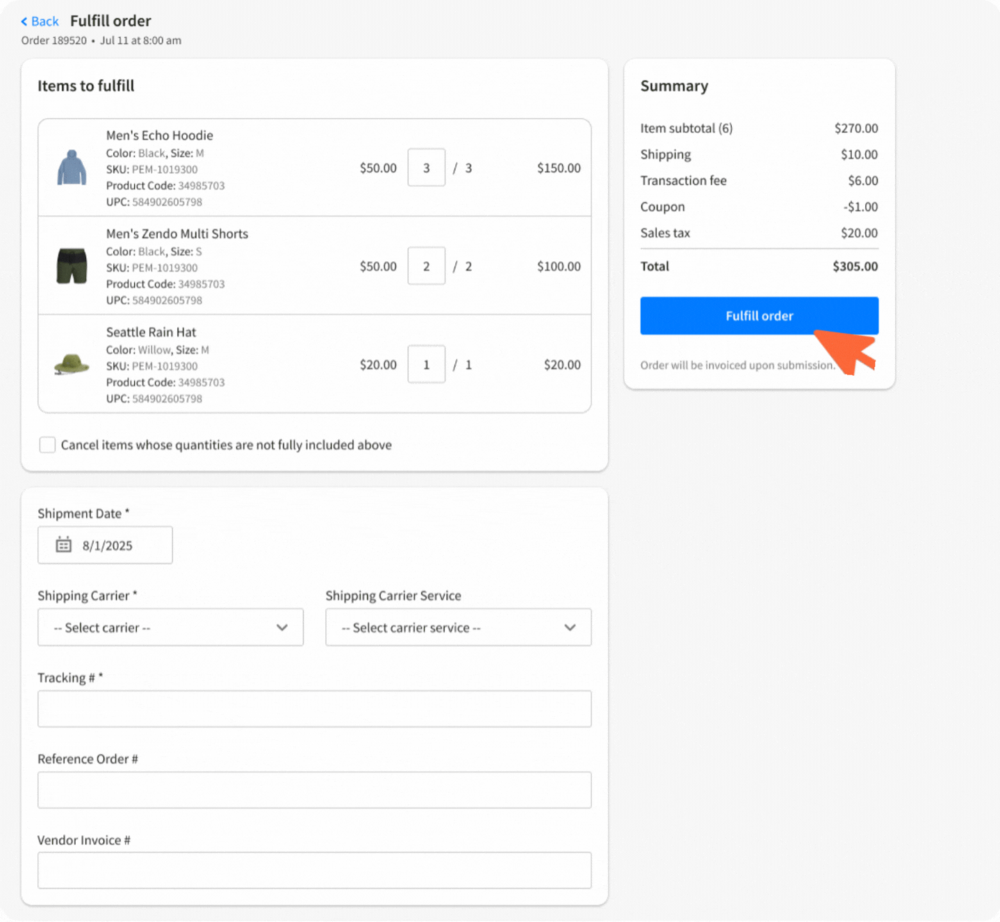 Back Fulfill order
Order 189520 • Jul 11 at 8:00 am
Items to fulfill
Men's Echo Hoodie
Color: Black, Size: M
SKU: PEM-1019300
Product Code: 34985703
UPC: 584902605798
$50.00 3 / 3 $150.00
Men's Zendo Multi Shorts
Color: Black, Size: S
SKU: PEM-1019300
Product Code: 34985703
UPC: 584902605798
$50.00 2 / 2 $100.00
Seattle Rain Hat
Color: Willow, Size: M
SKU: PEM-1019300
Product Code: 34985703
UPC: 584902605798
$20.00 1 / 1 $20.00
Cancel items whose quantities are not fully included above
Summary
Item subtotal (6) $270.00
Shipping $10.00
Transaction fee $6.00
Coupon -$1.00
Sales tax $20.00
Total $305.00
Fulfill order
Order will be invoiced upon submission.
Shipment Date *
8/1/2025
Shipping Carrier *
-- Select carrier --
Shipping Carrier Service
-- Select carrier service --
Tracking # *
Reference Order #
Vendor Invoice #